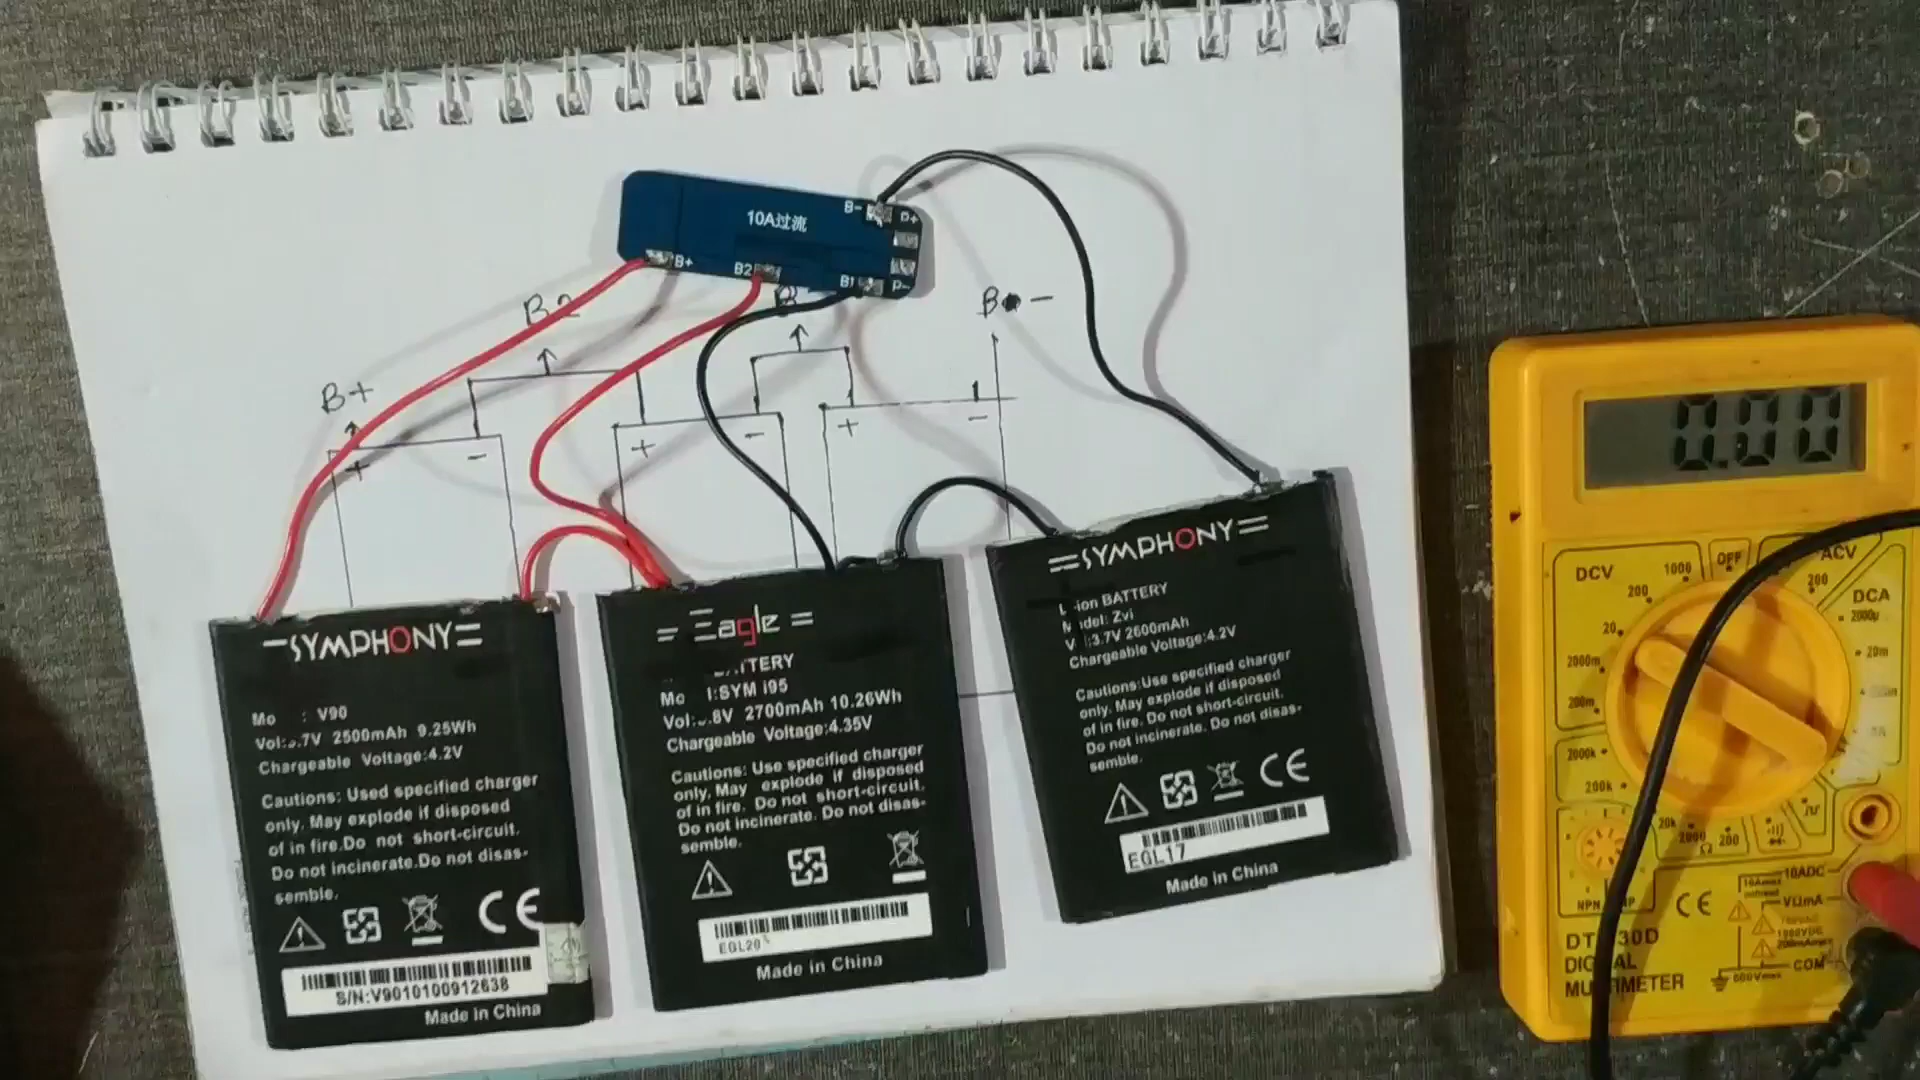 B-
P+
10A过流
B+
B2
B1
P-
B2
B -
B+
+
-
+
-
+
-
SYMPHONY
V90
2500mAh 9.25Wh
Chargeable Voltage:4.2V
Cautions: Used specified charger
only. May explode if disposed
of in fire.Do not short-circuit.
Do not incinerate.Do not disas-
semble.
CE
S/N:V9010100912638
Made in China
Eagle
:SYM i95
2700mAh 10.26Wh
Chargeable Voltage:4.35V
Cautions: Use specified charger
only. May explode if disposed
of in fire. Do not short-circuit.
Do not incinerate. Do not disas-
semble.
EGL20
Made in China
SYMPHONY
-ion BATTERY
Zvi
:3.7V 2600mAh
Chargeable Voltage:4.2V
Cautions:Use specified charger
only. May explode if disposed
of in fire. Do not short-circuit.
Do not incinerate. Do not disas-
semble.
CE
EGL17
Made in China
0.00
DCV
1000
OFF
ACV
200
200
DCA
20
2000µ
2000m
20m
200m
2000k
200k
20k
200
10ADC
NPN
CE
VΩmA
COM
600Vmax
30D
DIGITAL
MULTIMETER